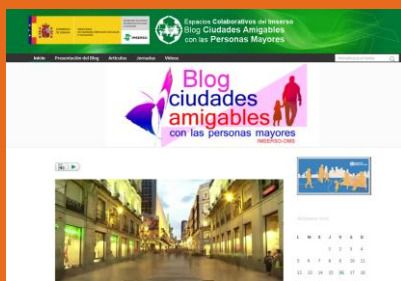 Espacios Colaborativos del Imserso
Blog Ciudades Amigables
con las Personas Mayores
IMSERSO
Inicio Presentación del Blog Artículos Jornadas Vídeos
Blog
ciudades
amigables
con las personas mayores
IMSERSO-OMS
L M X J V S D
1 2 3 4
5 6 7 8 9 10 11
12 13 14 15 16 17 18